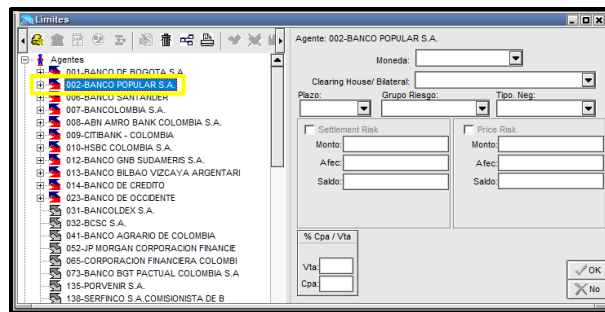 Limites
Agentes
001-BANCO DE BOGOTA S.A.
002-BANCO POPULAR S.A.
006-BANCO SANTANDER
007-BANCOLOMBIA S.A.
008-ABN AMRO BANK COLOMBIA S.A.
009-CITIBANK - COLOMBIA
010-HSBC COLOMBIA S.A.
012-BANCO GNB SUDAMERIS S.A.
013-BANCO BILBAO VIZCAYA ARGENTARI
014-BANCO DE CREDITO
023-BANCO DE OCCIDENTE
031-BANCOLDEX S.A.
032-BCSC S.A.
041-BANCO AGRARIO DE COLOMBIA
052-JP MORGAN CORPORACION FINANCIE
065-CORPORACION FINANCIERA COLOMBI
073-BANCO BGT PACTUAL COLOMBIA S.A
135-PORVENIR S.A.
138-SERFINCO S.A.COMISIONISTA DE B
Agente: 002-BANCO POPULAR S.A.
Moneda:
Clearing House/ Bilateral:
Plazo: Grupo Riesgo: Tipo. Neg:
Settlement Risk Price Risk
Monto: Monto:
Afec: Afec:
Saldo: Saldo:
% Cpa / Vta
Vta:
Cpa:
OK
No